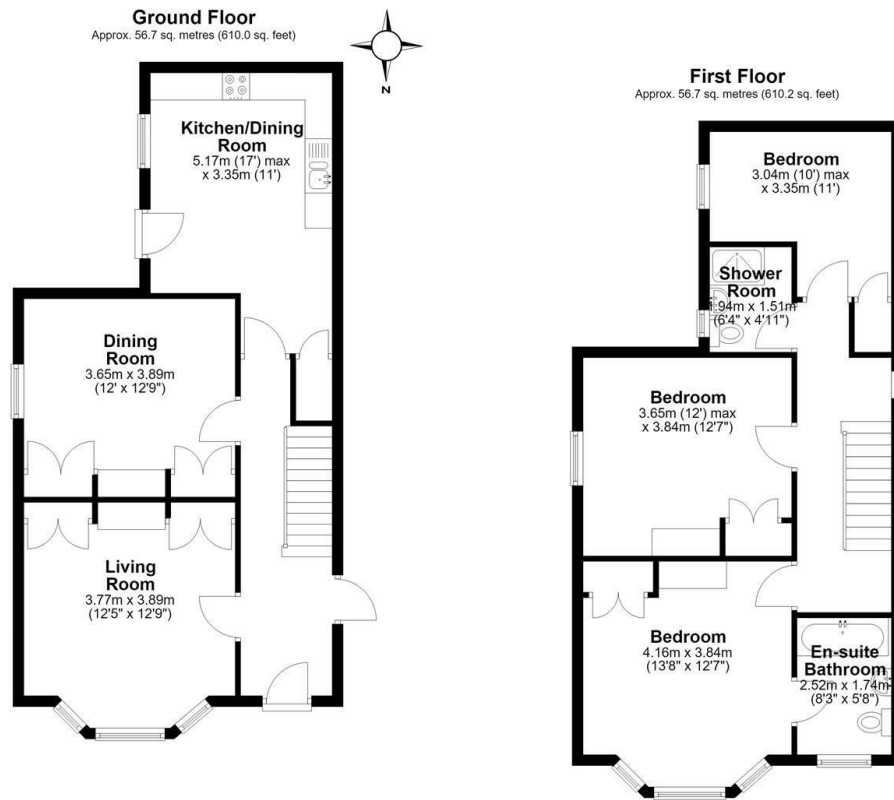 Ground Floor
Approx. 56.7 sq. metres (610.0 sq. feet)
N
Kitchen/Dining
Room
5.17m (17') max
x 3.35m (11')
Dining
Room
3.65m x 3.89m
(12' x 12'9")
Living
Room
3.77m x 3.89m
(12'5" x 12'9")
First Floor
Approx. 56.7 sq. metres (610.2 sq. feet)
Bedroom
3.04m (10') max
x 3.35m (11')
Shower
Room
1.94m x 1.51m
(6'4" x 4'11")
Bedroom
3.65m (12') max
x 3.84m (12'7")
Bedroom
4.16m x 3.84m
(13'8" x 12'7")
En-suite
Bathroom
2.52m x 1.74m
(8'3" x 5'8")